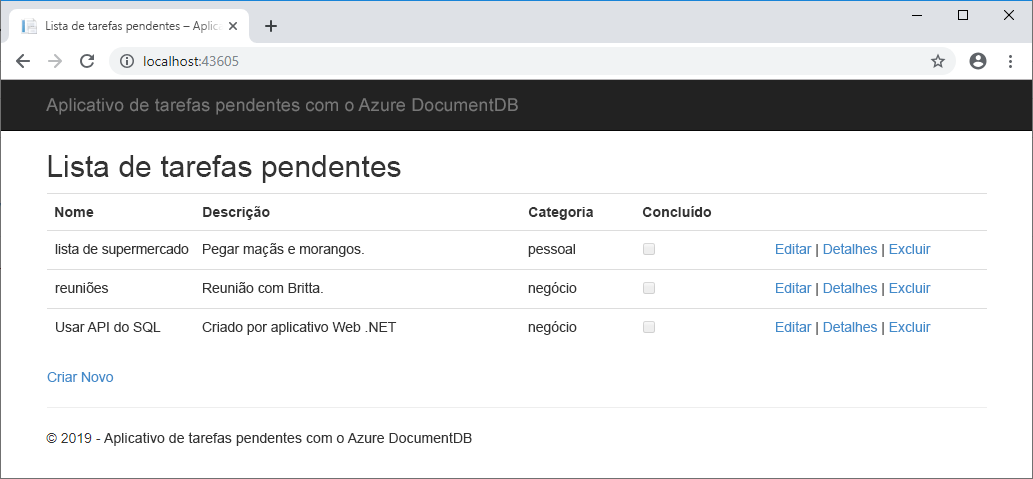 Lista de tarefas pendentes – Aplica
localhost:43605
Aplicativo de tarefas pendentes com o Azure DocumentDB
Lista de tarefas pendentes
Nome Descrição Categoria Concluído
lista de supermercado Pegar maçãs e morangos. pessoal Editar | Detalhes | Excluir
reuniões Reunião com Britta. negócio Editar | Detalhes | Excluir
Usar API do SQL Criado por aplicativo Web .NET negócio Editar | Detalhes | Excluir
Criar Novo
© 2019 - Aplicativo de tarefas pendentes com o Azure DocumentDB